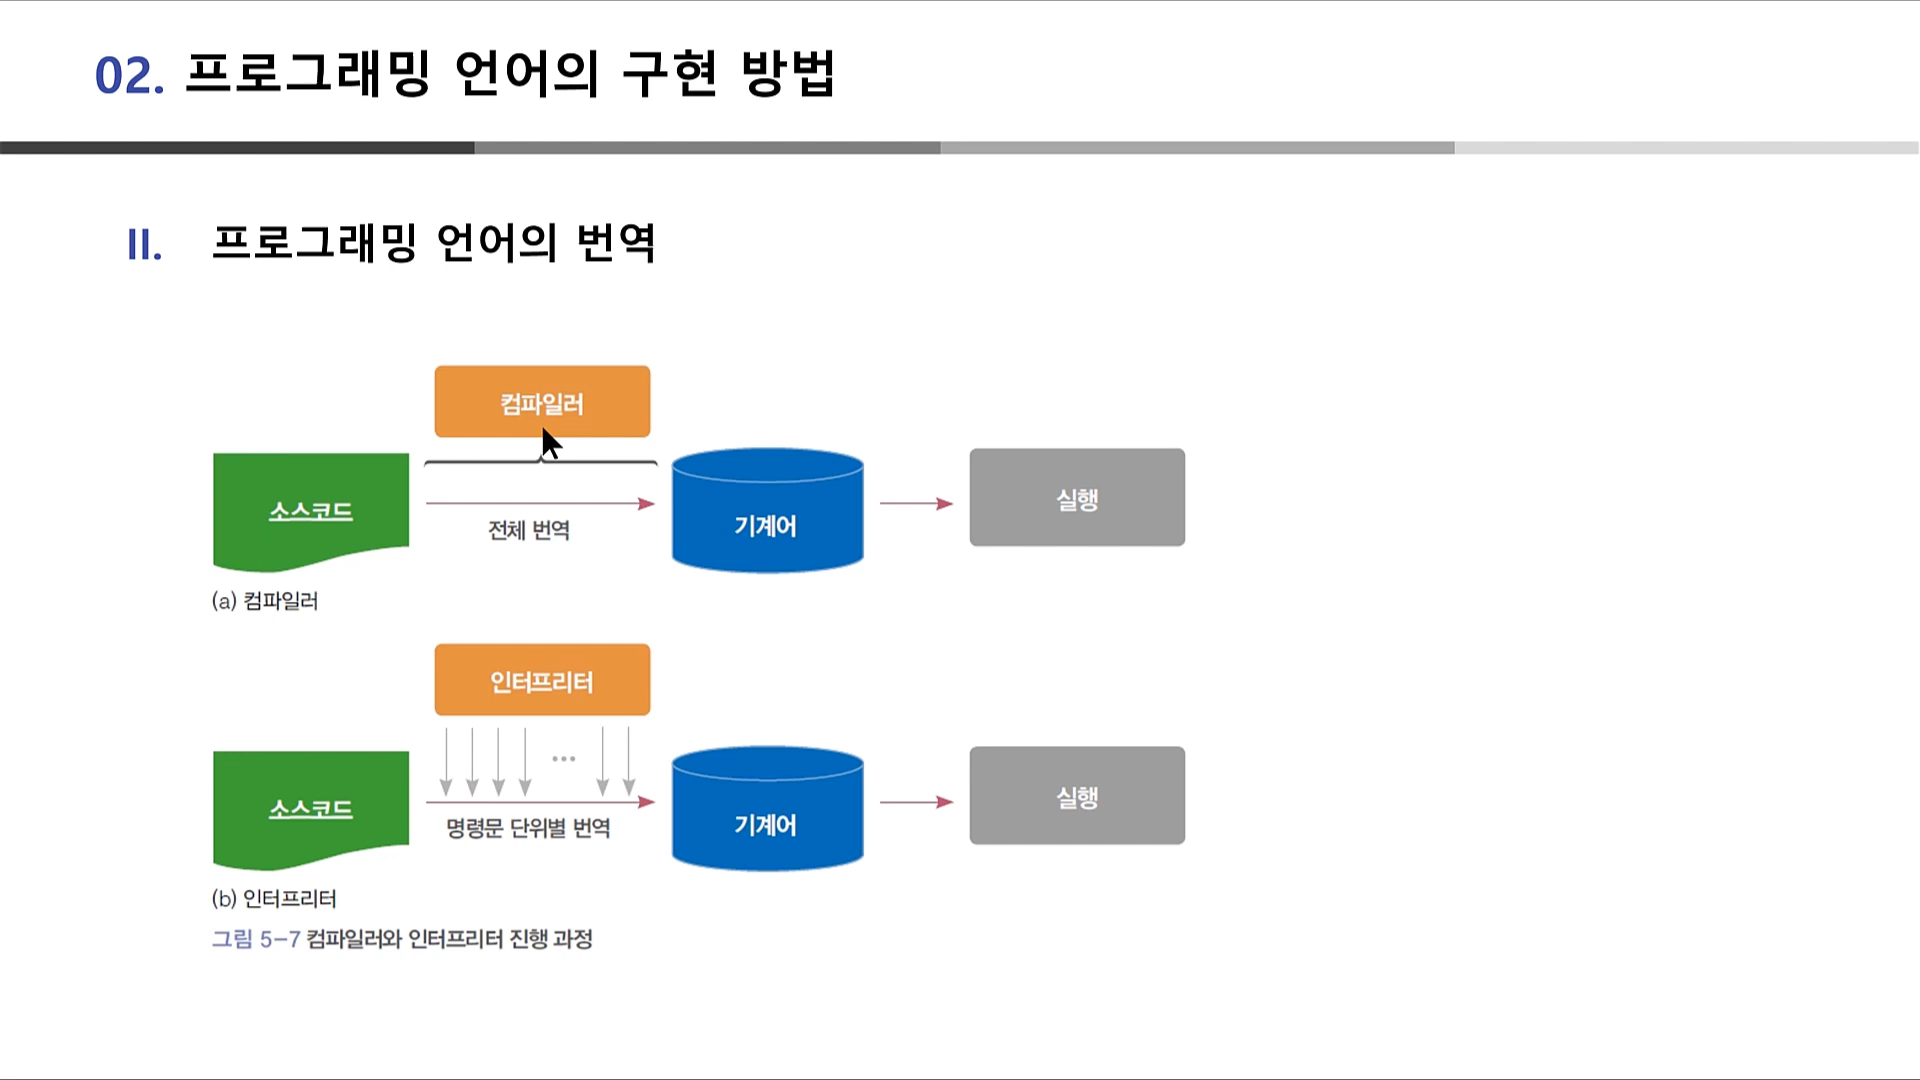 02. 프로그래밍 언어의 구현 방법
II. 프로그래밍 언어의 번역
컴파일러
소스코드
전체 번역
기계어
실행
(a) 컴파일러
인터프리터
...
소스코드
명령문 단위별 번역
기계어
실행
(b) 인터프리터
그림 5-7 컴파일러와 인터프리터 진행 과정